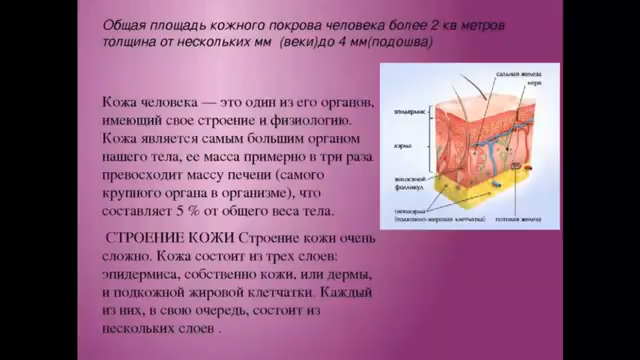 Общая площадь кожного покрова человека более 2 кв метров
толщина от нескольких мм (веки)до 4 мм(подошва)
Кожа человека — это один из его органов,
имеющий свое строение и физиологию.
Кожа является самым большим органом
нашего тела, ее масса примерно в три раза
превосходит массу печени (самого
крупного органа в организме), что
составляет 5 % от общего веса тела.
СТРОЕНИЕ КОЖИ Строение кожи очень
сложно. Кожа состоит из трех слоев:
эпидермиса, собственно кожи, или дермы,
и подкожной жировой клетчатки. Каждый
из них, в свою очередь, состоит из
нескольких слоев .
сальная железа
нерв
эпидермис
дерма
волосяной
фолликул
гиподерма
(подкожно-жировая клетчатка)
потовая железа